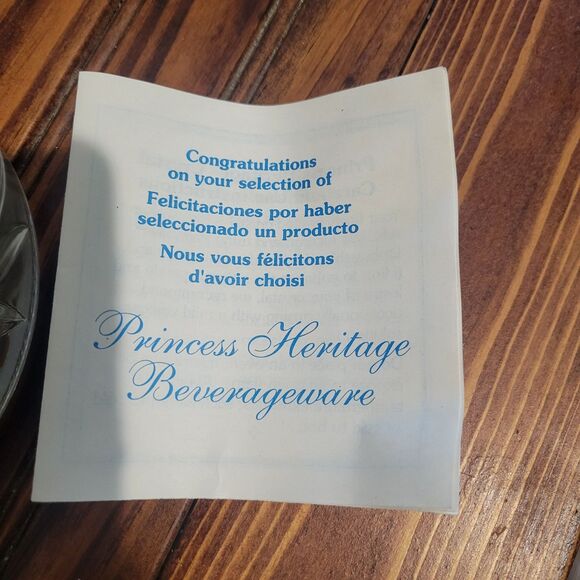 Congratulations
on your selection of
Felicitaciones por haber
seleccionado un producto
Nous vous félicitons
d'avoir choisi
Princess Heritage
Beverageware